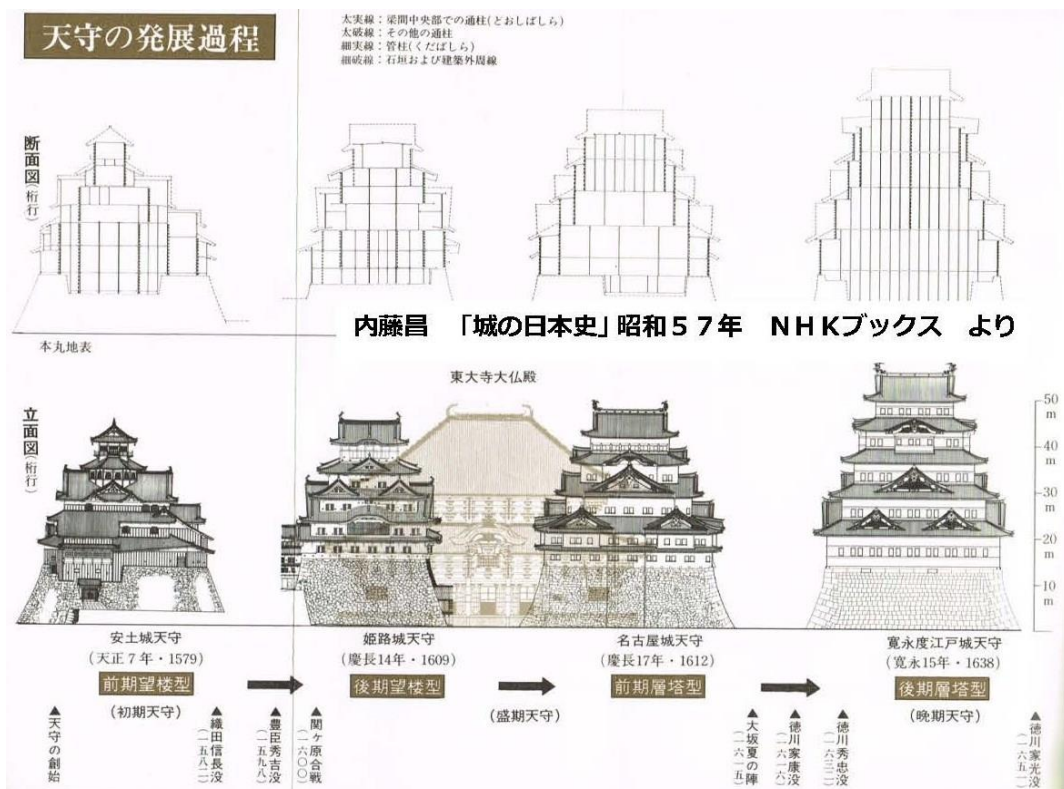 天守の発展過程
太実線：梁間中央部での通柱(とおしばしら)
太破線：その他の通柱
細実線：管柱(くだばしら)
細破線：石垣および建築外周線
断面図(桁行)
内藤昌　「城の日本史」昭和５７年　ＮＨＫブックス　より
本丸地表
東大寺大仏殿
立面図(桁行)
50
m
40
m
30
m
20
m
10
m
安土城天守
(天正7年・1579)
前期望楼型
(初期天守)
姫路城天守
(慶長14年・1609)
後期望楼型
(盛期天守)
名古屋城天守
(慶長17年・1612)
前期層塔型
寛永度江戸城天守
(寛永15年・1638)
後期層塔型
(晩期天守)
▲天守の創始
▲織田信長没(一五八二)
▲豊臣秀吉没(一五九八)
▲関ヶ原合戦(一六〇〇)
▲大坂夏の陣(一六一五)
▲徳川家康没(一六一六)
▲徳川秀忠没(一六三二)
▲徳川家光没(一六五一)